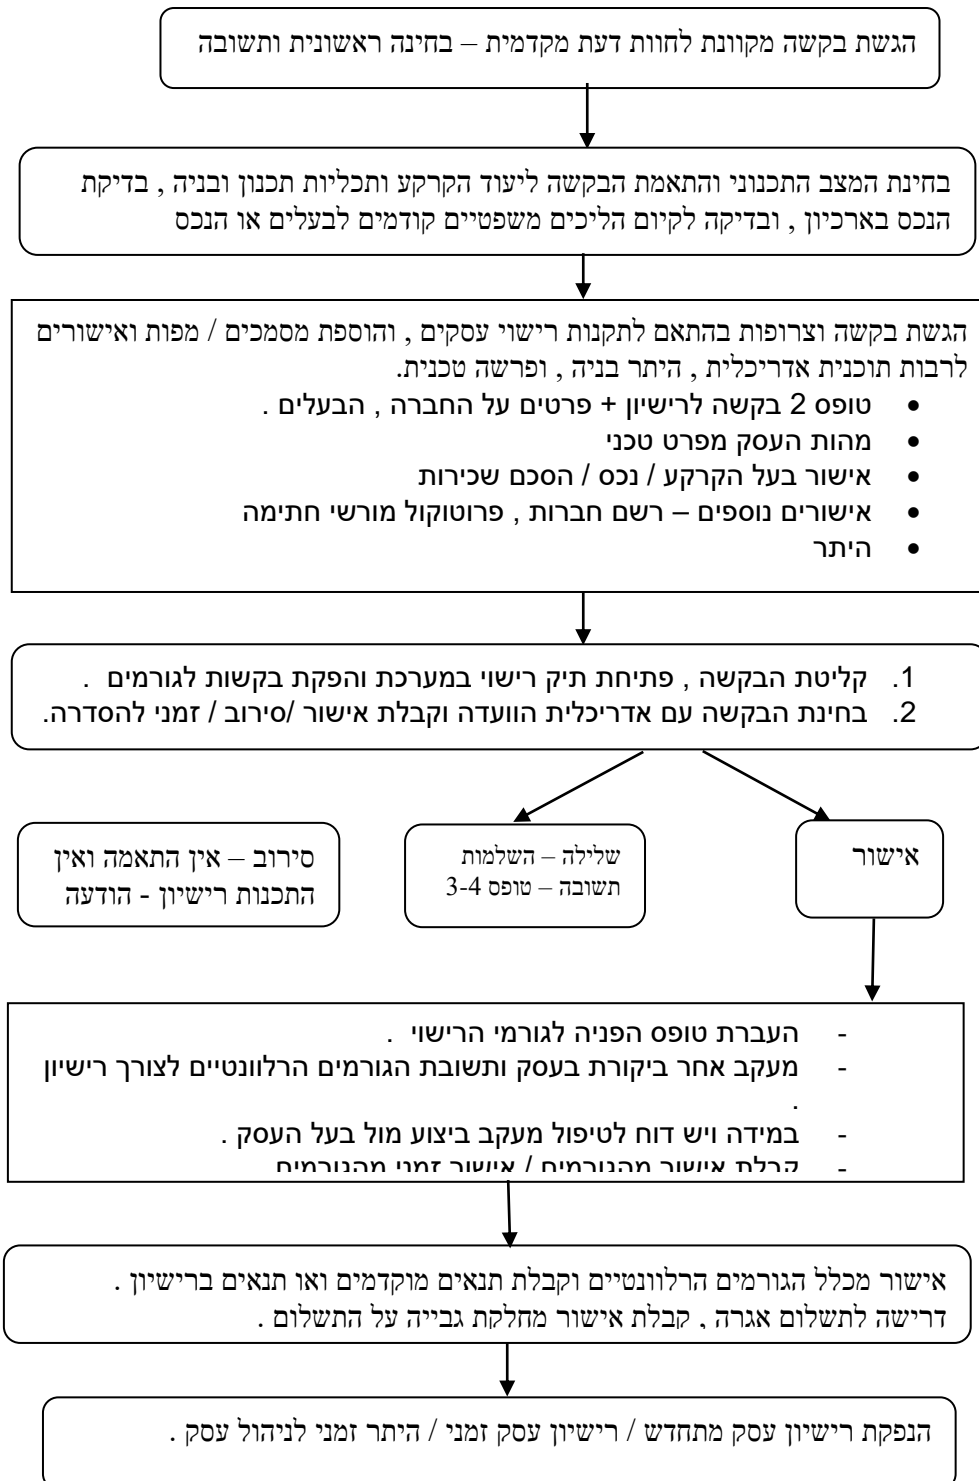 הגשת בקשה מקוונת לחוות דעת מקדמית – בחינה ראשונית ותשובה
בחינת המצב התכנוני והתאמת הבקשה ליעוד הקרקע ותכליות תכנון ובניה , בדיקת
הנכס בארכיון , ובדיקה לקיום הליכים משפטיים קודמים לבעלים או הנכס
הגשת בקשה וצרופות בהתאם לתקנות רישוי עסקים , והוספת מסמכים / מפות ואישורים
לרבות תוכנית אדריכלית , היתר בניה , ופרשה טכנית.
• טופס 2 בקשה לרישיון + פרטים על החברה , הבעלים .
• מהות העסק מפרט טכני
• אישור בעל הקרקע / נכס / הסכם שכירות
• אישורים נוספים – רשם חברות , פרוטוקול מורשי חתימה
• היתר
1. קליטת הבקשה , פתיחת תיק רישוי במערכת והפקת בקשות לגורמים .
2. בחינת הבקשה עם אדריכלית הוועדה וקבלת אישור /סירוב / זמני להסדרה.
אישור
שלילה – השלמות
תשובה – טופס 3-4
סירוב – אין התאמה ואין
התכנות רישיון - הודעה
- העברת טופס הפניה לגורמי הרישוי .
- מעקב אחר ביקורת בעסק ותשובת הגורמים הרלוונטיים לצורך רישיון
.
- במידה ויש דוח לטיפול מעקב ביצוע מול בעל העסק .
- קבלת אישור מהגורמים / אישור זמני מהגורמים
אישור מכלל הגורמים הרלוונטיים וקבלת תנאים מוקדמים ואו תנאים ברישיון .
דרישה לתשלום אגרה , קבלת אישור מחלקת גבייה על התשלום .
הנפקת רישיון עסק מתחדש / רישיון עסק זמני / היתר זמני לניהול עסק .